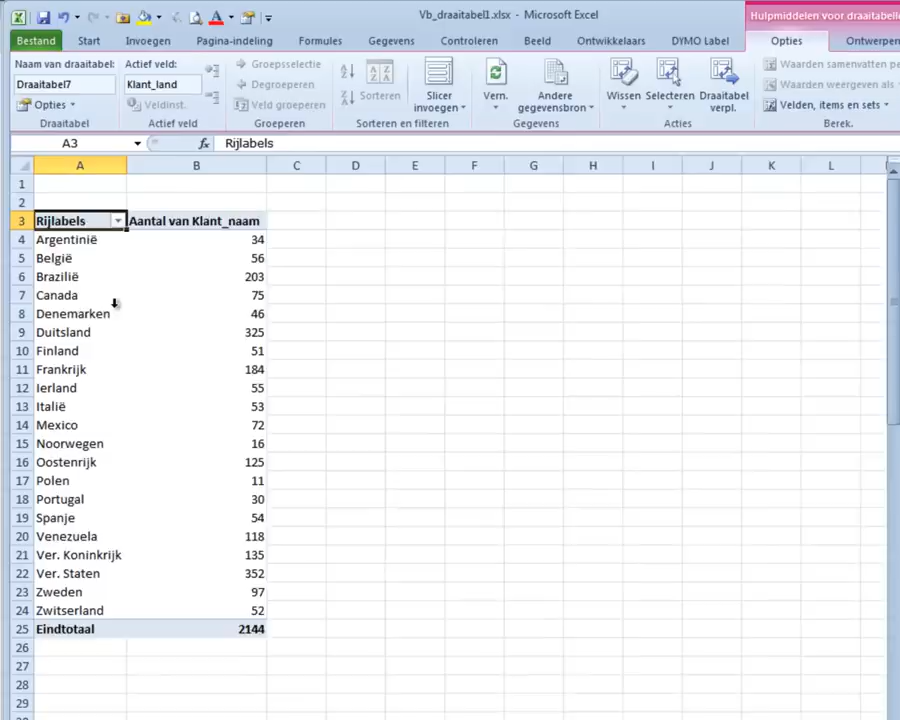 Vb_draaitabel1.xlsx - Microsoft Excel
Hulpmiddelen voor draaitabelle
Bestand Start Invoegen Pagina-indeling Formules Gegevens Controleren Beeld Ontwikkelaars DYMO Label Opties Ontwerpen
Naam van draaitabel:
Draaitabel7
Opties
Draaitabel
Actief veld:
Klant_land
Veldinst.
Actief veld
Groepsselectie
Degroeperen
Veld groeperen
Groeperen
Sorteren
Slicer
invoegen
Sorteren en filteren
Vern.
Andere
gegevensbron
Gegevens
Wissen
Selecteren
Draaitabel
verpl.
Acties
Waarden samenvatten pe
Waarden weergeven als
Velden, items en sets
Berek.
A3 fx Rijlabels
A B C D E F G H I J K L
1
2
3 Rijlabels Aantal van Klant_naam
4 Argentinië 34
5 België 56
6 Brazilië 203
7 Canada 75
8 Denemarken 46
9 Duitsland 325
10 Finland 51
11 Frankrijk 184
12 Ierland 55
13 Italië 53
14 Mexico 72
15 Noorwegen 16
16 Oostenrijk 125
17 Polen 11
18 Portugal 30
19 Spanje 54
20 Venezuela 118
21 Ver. Koninkrijk 135
22 Ver. Staten 352
23 Zweden 97
24 Zwitserland 52
25 Eindtotaal 2144
26
27
28
29